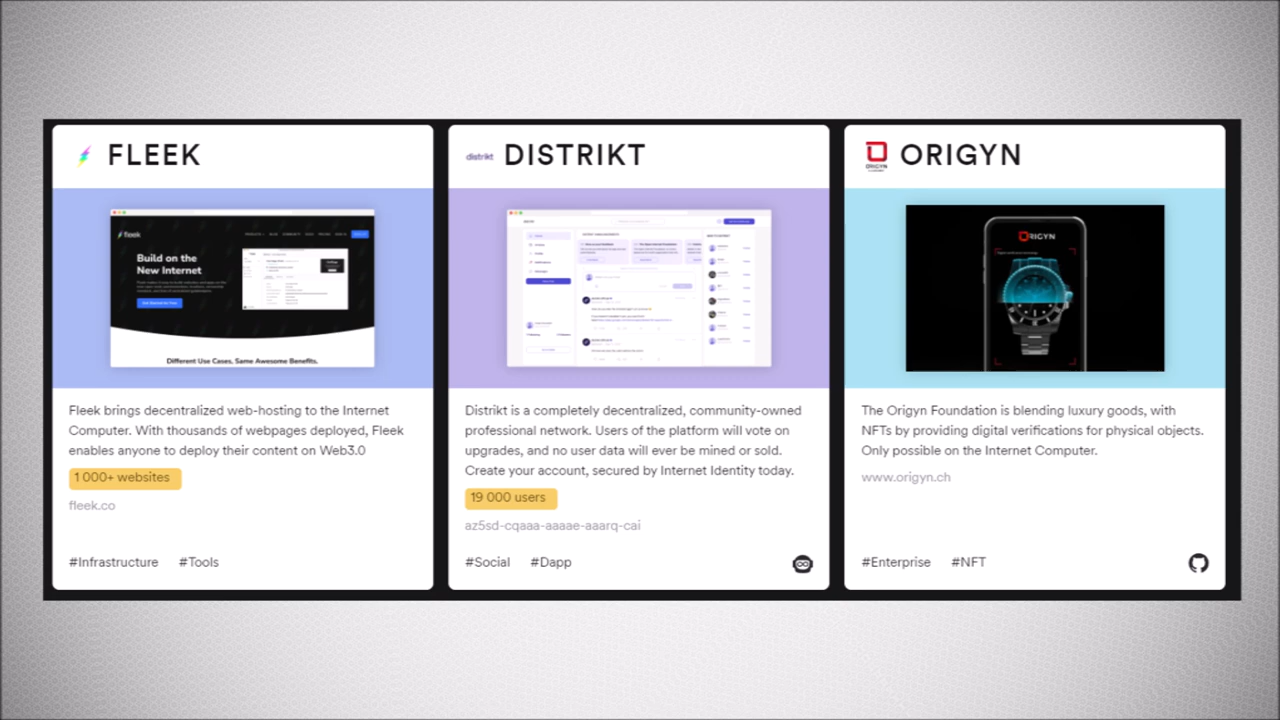 FLEEK
fleek
Build on the
New Internet
Different Use Cases, Same Awesome Benefits.
Fleek brings decentralized web-hosting to the Internet
Computer. With thousands of webpages deployed, Fleek
enables anyone to deploy their content on Web3.0
1 000+ websites
fleek.co
#Infrastructure #Tools
distrikt DISTRIKT
Distrikt is a completely decentralized, community-owned
professional network. Users of the platform will vote on
upgrades, and no user data will ever be mined or sold.
Create your account, secured by Internet Identity today.
19 000 users
az5sd-cqaaa-aaaae-aaarq-cai
#Social #Dapp
ORIGYN ORIGYN
ORIGYN
The Origyn Foundation is blending luxury goods, with
NFTs by providing digital verifications for physical objects.
Only possible on the Internet Computer.
www.origyn.ch
#Enterprise #NFT